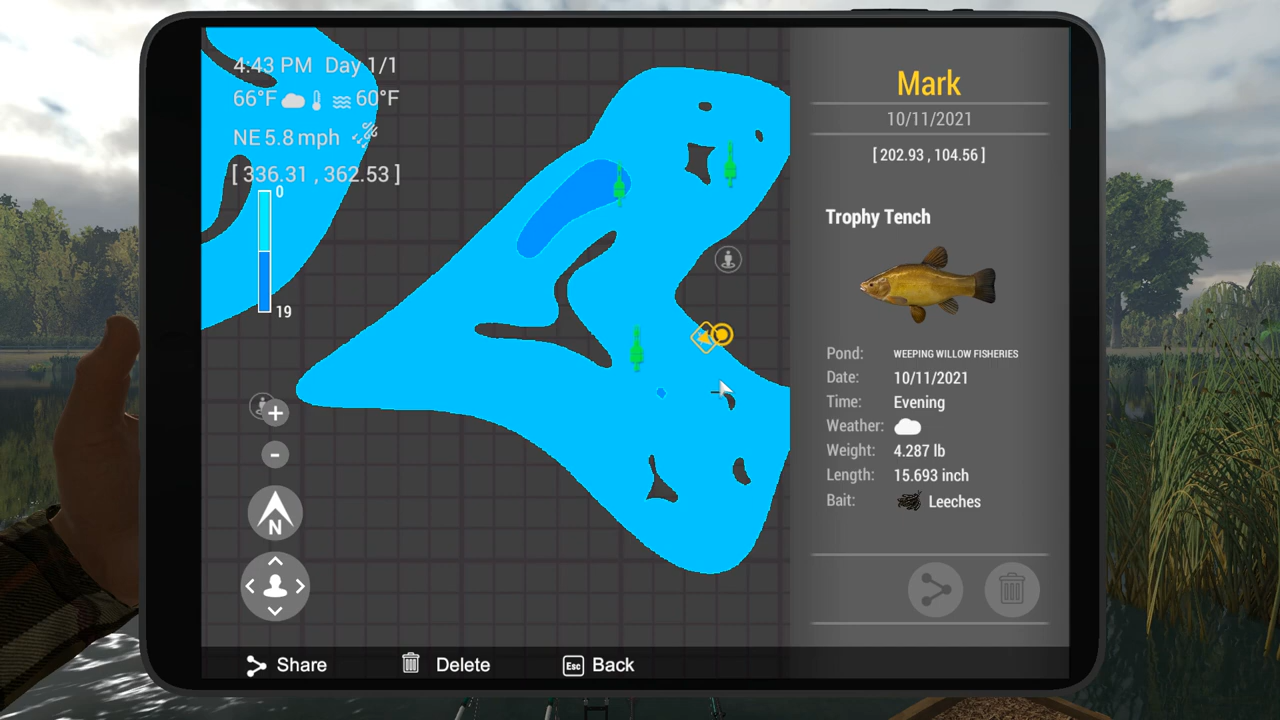 4:43 PM Day 1/1
66°F 60°F
NE 5.8 mph
[ 336.31 , 362.53 ]
0
19
+
-
N
Mark
10/11/2021
[ 202.93 , 104.56 ]
Trophy Tench
Pond: WEEPING WILLOW FISHERIES
Date: 10/11/2021
Time: Evening
Weather:
Weight: 4.287 lb
Length: 15.693 inch
Bait: Leeches
Share Delete Esc Back